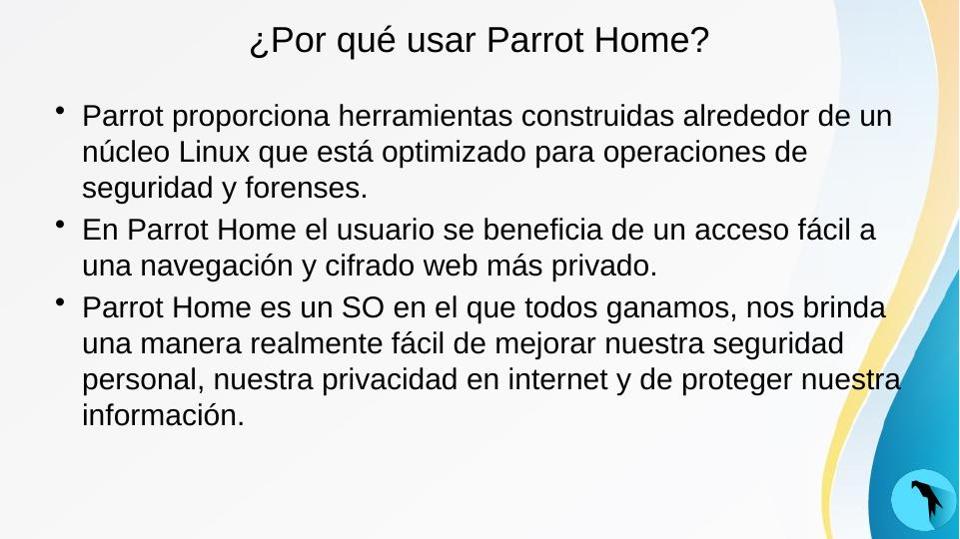 ¿Por qué usar Parrot Home?
• Parrot proporciona herramientas construidas alrededor de un
núcleo Linux que está optimizado para operaciones de
seguridad y forenses.
• En Parrot Home el usuario se beneficia de un acceso fácil a
una navegación y cifrado web más privado.
• Parrot Home es un SO en el que todos ganamos, nos brinda
una manera realmente fácil de mejorar nuestra seguridad
personal, nuestra privacidad en internet y de proteger nuestra
información.